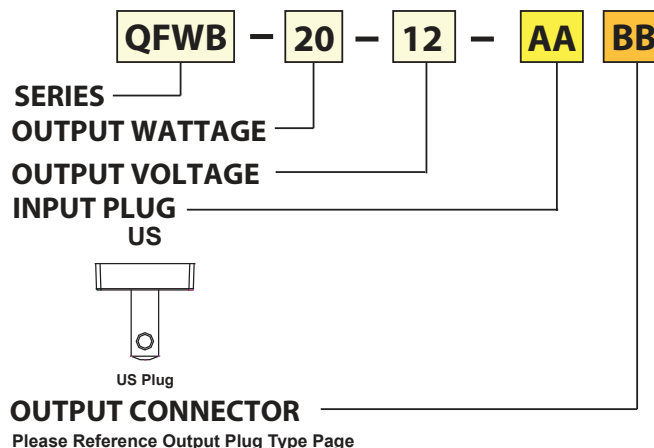 QFWB - 20 - 12 - AA BB
SERIES
OUTPUT WATTAGE
OUTPUT VOLTAGE
INPUT PLUG
US
US Plug
OUTPUT CONNECTOR
Please Reference Output Plug Type Page